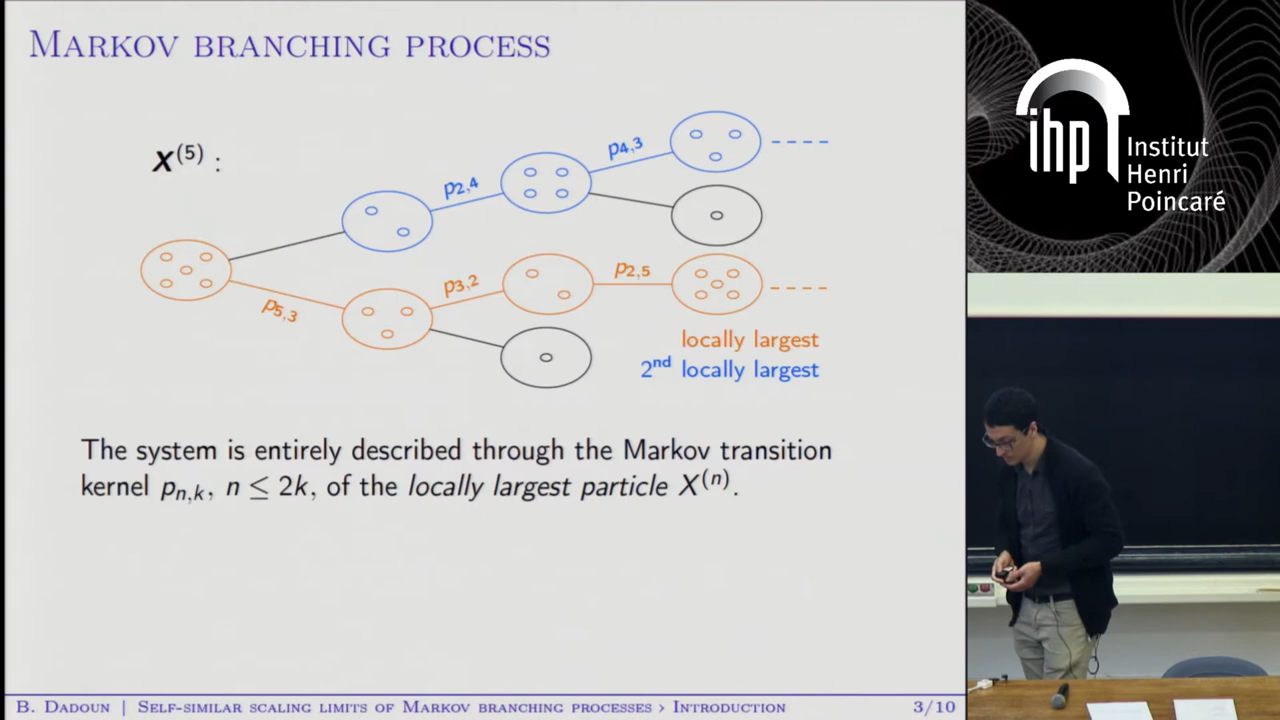 MARKOV BRANCHING PROCESS
X^(5) :
p4,3
p2,4
p3,2
p2,5
p5,3
locally largest
2nd locally largest
The system is entirely described through the Markov transition
kernel pn,k, n ≤ 2k, of the locally largest particle X^(n).
B. DADOUN | SELF-SIMILAR SCALING LIMITS OF MARKOV BRANCHING PROCESSES › INTRODUCTION 3/10
ihp
Institut
Henri
Poincaré